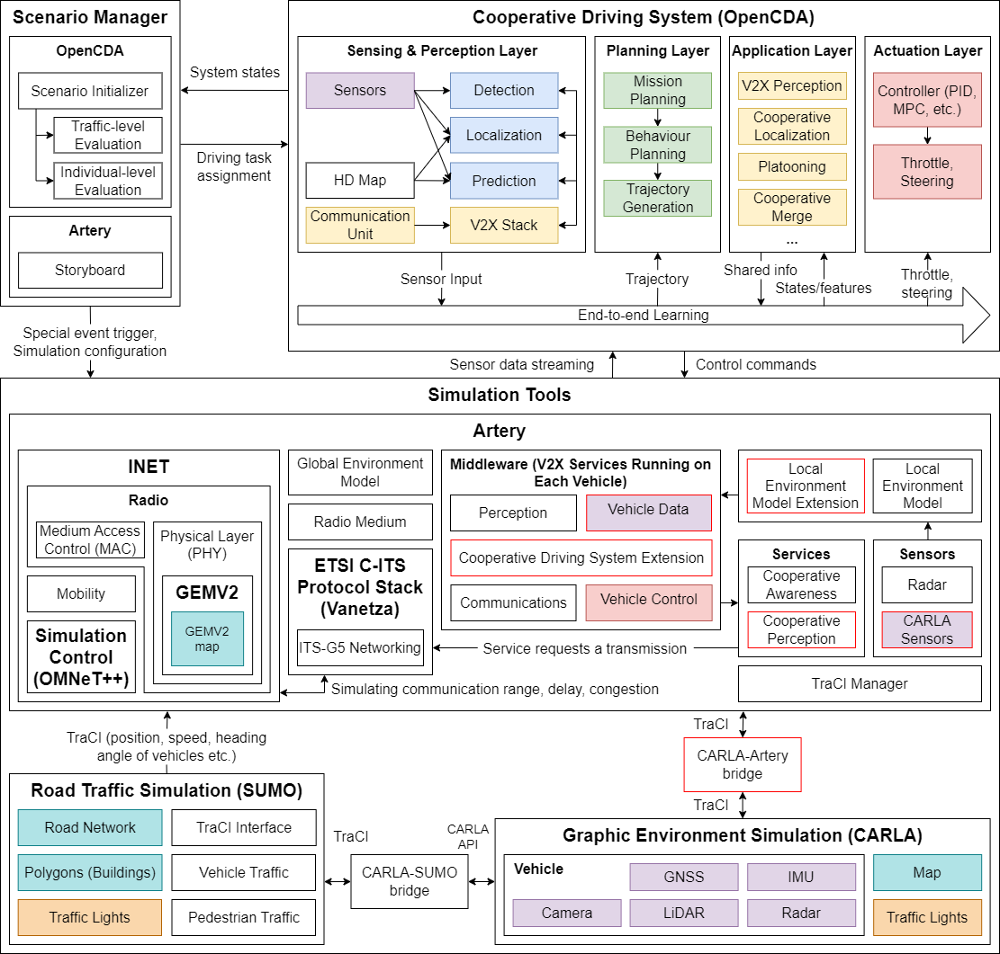 Scenario Manager
OpenCDA
Scenario Initializer
Traffic-level
Evaluation
Individual-level
Evaluation
Artery
Storyboard
System states
Driving task
assignment
Cooperative Driving System (OpenCDA)
Sensing & Perception Layer
Sensors
Detection
Localization
HD Map
Prediction
Communication
Unit
V2X Stack
Planning Layer
Mission
Planning
Behaviour
Planning
Trajectory
Generation
Application Layer
V2X Perception
Cooperative
Localization
Platooning
Cooperative
Merge
...
Actuation Layer
Controller (PID,
MPC, etc.)
Throttle,
Steering
Sensor Input
Trajectory
Shared info
States/features
Throttle,
steering
End-to-end Learning
Special event trigger,
Simulation configuration
Sensor data streaming
Control commands
Simulation Tools
Artery
INET
Radio
Medium Access
Control (MAC)
Physical Layer
(PHY)
Mobility
GEMV2
GEMV2
map
Simulation
Control
(OMNeT++)
Global Environment
Model
Radio Medium
ETSI C-ITS
Protocol Stack
(Vanetza)
ITS-G5 Networking
Middleware (V2X Services Running on
Each Vehicle)
Perception
Vehicle Data
Cooperative Driving System Extension
Communications
Vehicle Control
Local
Environment
Model Extension
Local
Environment
Model
Services
Cooperative
Awareness
Cooperative
Perception
Sensors
Radar
CARLA
Sensors
Service requests a transmission
TraCI Manager
Simulating communication range, delay, congestion
TraCI (position, speed, heading
angle of vehicles etc.)
TraCI
CARLA-Artery
bridge
TraCI
Road Traffic Simulation (SUMO)
Road Network
TraCI Interface
Polygons (Buildings)
Vehicle Traffic
Traffic Lights
Pedestrian Traffic
TraCI
CARLA
API
CARLA-SUMO
bridge
Graphic Environment Simulation (CARLA)
Vehicle
GNSS
IMU
Camera
LiDAR
Radar
Map
Traffic Lights